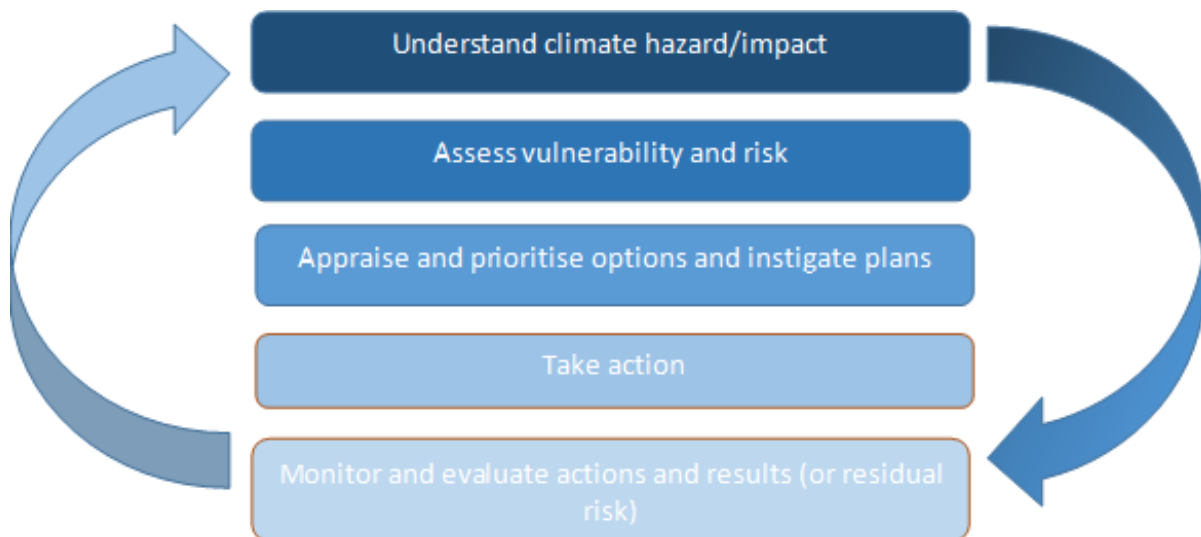 Understand climate hazard/impact
Assess vulnerability and risk
Appraise and prioritise options and instigate plans
Take action
Monitor and evaluate actions and results (or residual
risk)